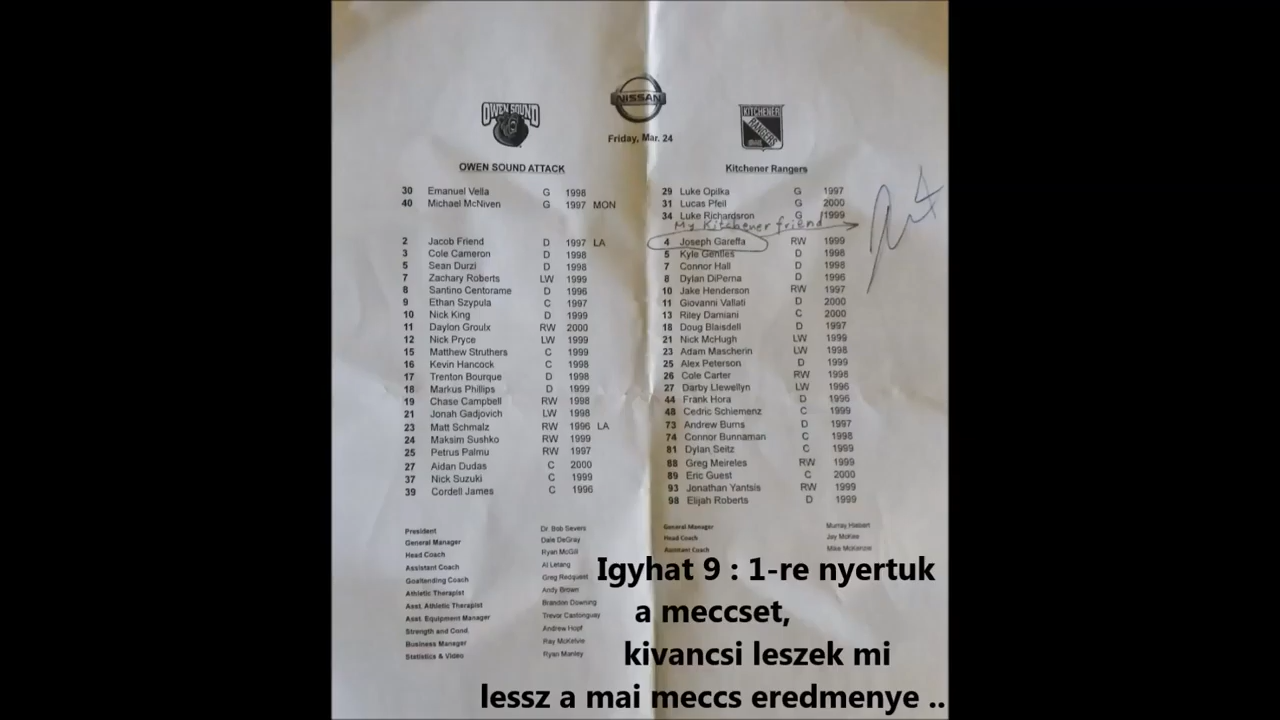 OWEN SOUND
NISSAN
KITCHENER
RANGERS
Friday, Mar. 24
OWEN SOUND ATTACK
30 Emanuel Vella G 1998
40 Michael McNiven G 1997 MON
2 Jacob Friend D 1997 LA
3 Cole Cameron D 1998
5 Sean Durzi D 1998
7 Zachary Roberts LW 1999
8 Santino Centorame D 1996
9 Ethan Szypula C 1997
10 Nick King D 1999
11 Daylon Groulx RW 2000
12 Nick Pryce LW 1999
15 Matthew Struthers C 1999
16 Kevin Hancock C 1998
17 Trenton Bourque D 1998
18 Markus Phillips D 1999
19 Chase Campbell RW 1998
21 Jonah Gadjovich LW 1998
23 Matt Schmalz RW 1996 LA
24 Maksim Sushko RW 1999
25 Petrus Palmu RW 1997
27 Aidan Dudas C 2000
37 Nick Suzuki C 1999
39 Cordell James C 1996
President Dr. Bob Severs
General Manager Dale DeGray
Head Coach Ryan McGill
Assistant Coach Al Letang
Goaltending Coach Greg Redquest
Athletic Therapist Andy Brown
Asst. Athletic Therapist Brandon Downing
Asst. Equipment Manager Trevor Castonguay
Strength and Cond. Andrew Hopf
Business Manager Ray McKelvie
Statistics & Video Ryan Manley
Kitchener Rangers
29 Luke Opilka G 1997
31 Lucas Pfeil G 2000
34 Luke Richardsron G 1999
My Kitchener friend
4 Joseph Gareffa RW 1999
5 Kyle Gentles D 1998
7 Connor Hall D 1998
8 Dylan DiPerna D 1996
10 Jake Henderson RW 1997
11 Giovanni Vallati D 2000
13 Riley Damiani C 2000
18 Doug Blaisdell D 1997
21 Nick McHugh LW 1999
23 Adam Mascherin LW 1998
25 Alex Peterson D 1999
26 Cole Carter RW 1998
27 Darby Llewellyn LW 1996
44 Frank Hora D 1996
48 Cedric Schiemenz C 1999
73 Andrew Burns D 1997
74 Connor Bunnaman C 1998
81 Dylan Seitz C 1999
88 Greg Meireles RW 1999
89 Eric Guest C 2000
93 Jonathan Yantsis RW 1999
98 Elijah Roberts D 1999
General Manager Murray Hiebert
Head Coach Jay McKee
Assistant Coach Mike McKenzie
Igyhat 9 : 1-re nyertuk
a meccset,
kivancsi leszek mi
lessz a mai meccs eredmenye ..